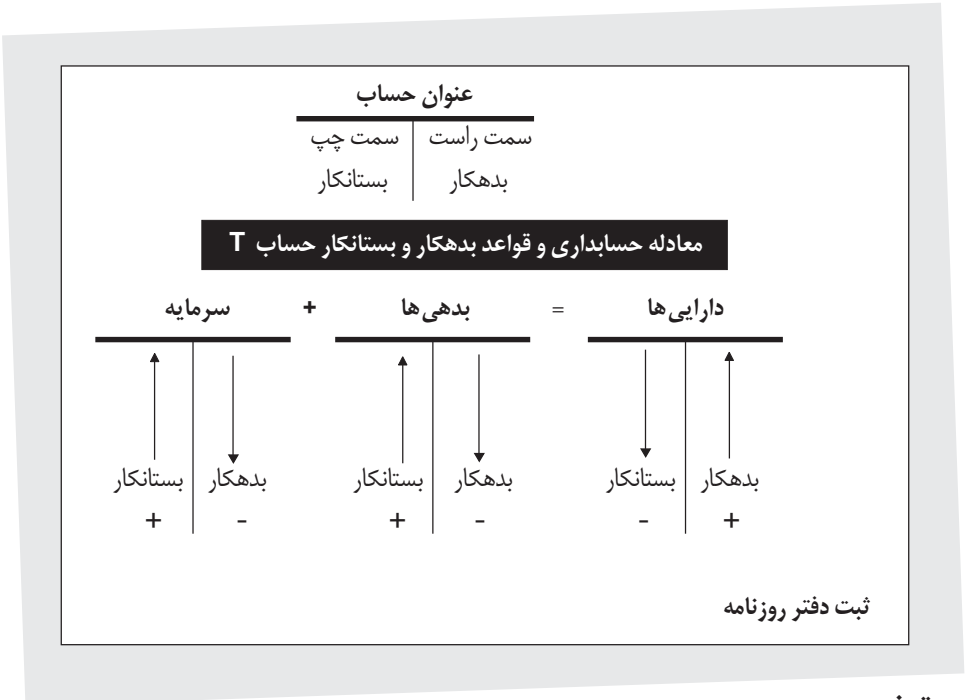 عنوان حساب
سمت راست سمت چپ
بدهکار بستانکار
معادله حسابداری و قواعد بدهکار و بستانکار حساب T
دارایی‌ها = بدهی‌ها + سرمایه
بدهکار بستانکار بدهکار بستانکار بدهکار بستانکار
+ - - + - +
ثبت دفتر روزنامه